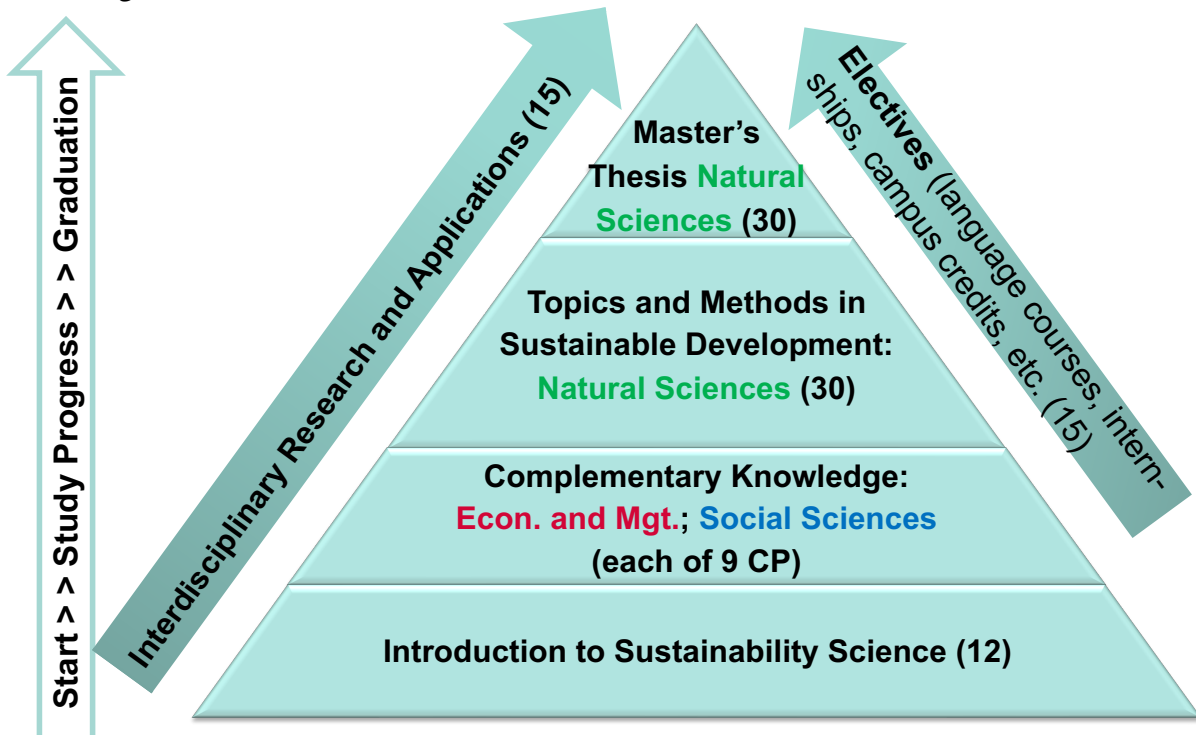 Start > > Study Progress > > Graduation
Interdisciplinary Research and Applications (15)
Master’s
Thesis Natural
Sciences (30)
Electives (language courses, intern-
ships, campus credits, etc. (15)
Topics and Methods in
Sustainable Development:
Natural Sciences (30)
Complementary Knowledge:
Econ. and Mgt.; Social Sciences
(each of 9 CP)
Introduction to Sustainability Science (12)